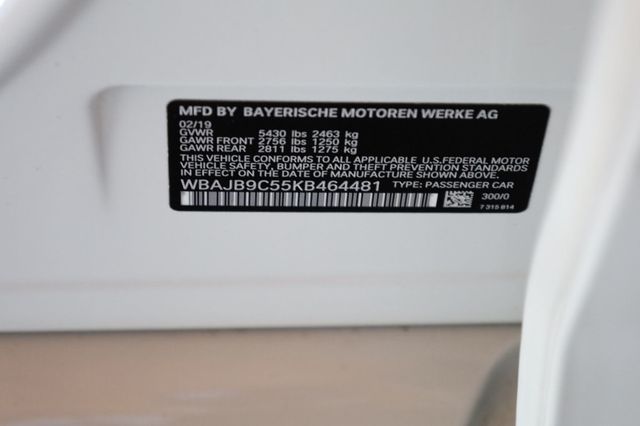 MFD BY BAYERISCHE MOTOREN WERKE AG
02/19
GVWR 5430 lbs 2463 kg
GAWR FRONT 2756 lbs 1250 kg
GAWR REAR 2811 lbs 1275 kg
THIS VEHICLE CONFORMS TO ALL APPLICABLE U.S.FEDERAL MOTOR
VEHICLE SAFETY, BUMPER AND THEFT PREVENTION STANDARDS
IN EFFECT ON THE DATE OF MANUFACTURE SHOWN ABOVE.
WBAJB9C55KB464481 TYPE: PASSENGER CAR
300/0
7 315 814